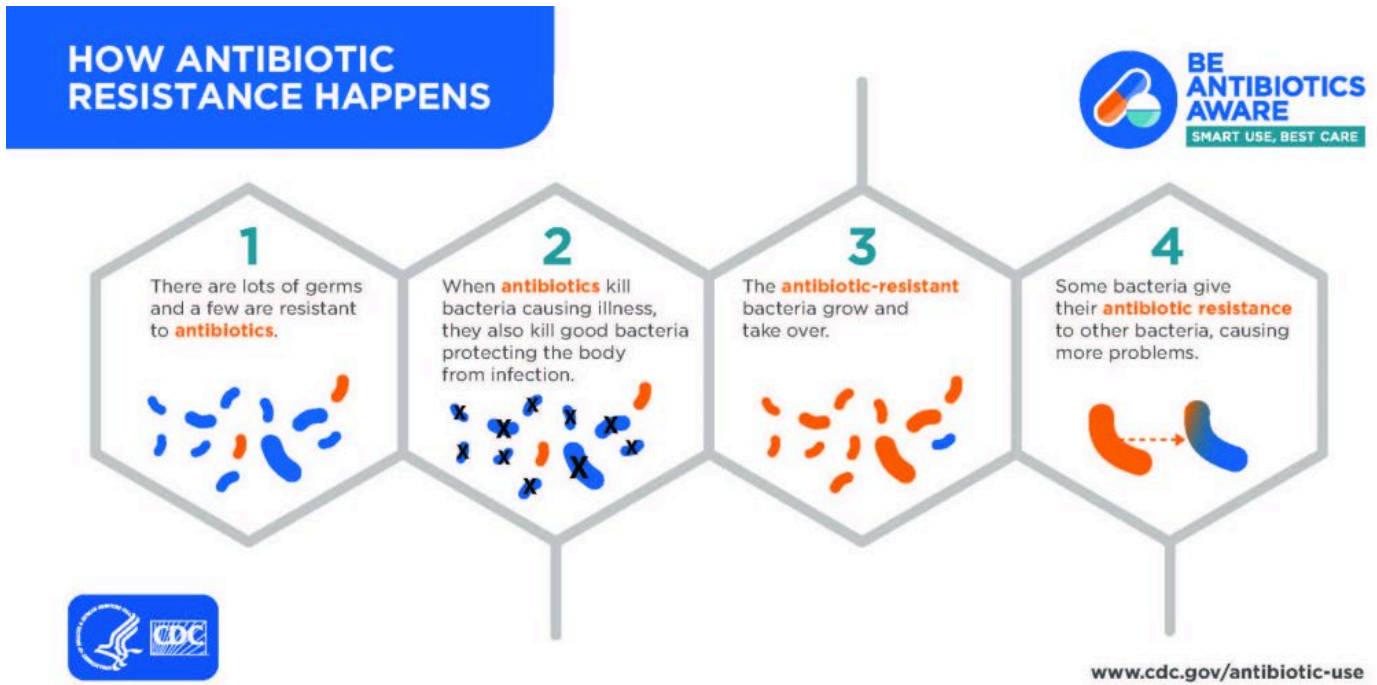 HOW ANTIBIOTIC
RESISTANCE HAPPENS
BE
ANTIBIOTICS
AWARE
SMART USE, BEST CARE
1
There are lots of germs
and a few are resistant
to antibiotics.
2
When antibiotics kill
bacteria causing illness,
they also kill good bacteria
protecting the body
from infection.
X X X X X X X X X X
3
The antibiotic-resistant
bacteria grow and
take over.
4
Some bacteria give
their antibiotic resistance
to other bacteria, causing
more problems.
CDC
www.cdc.gov/antibiotic-use